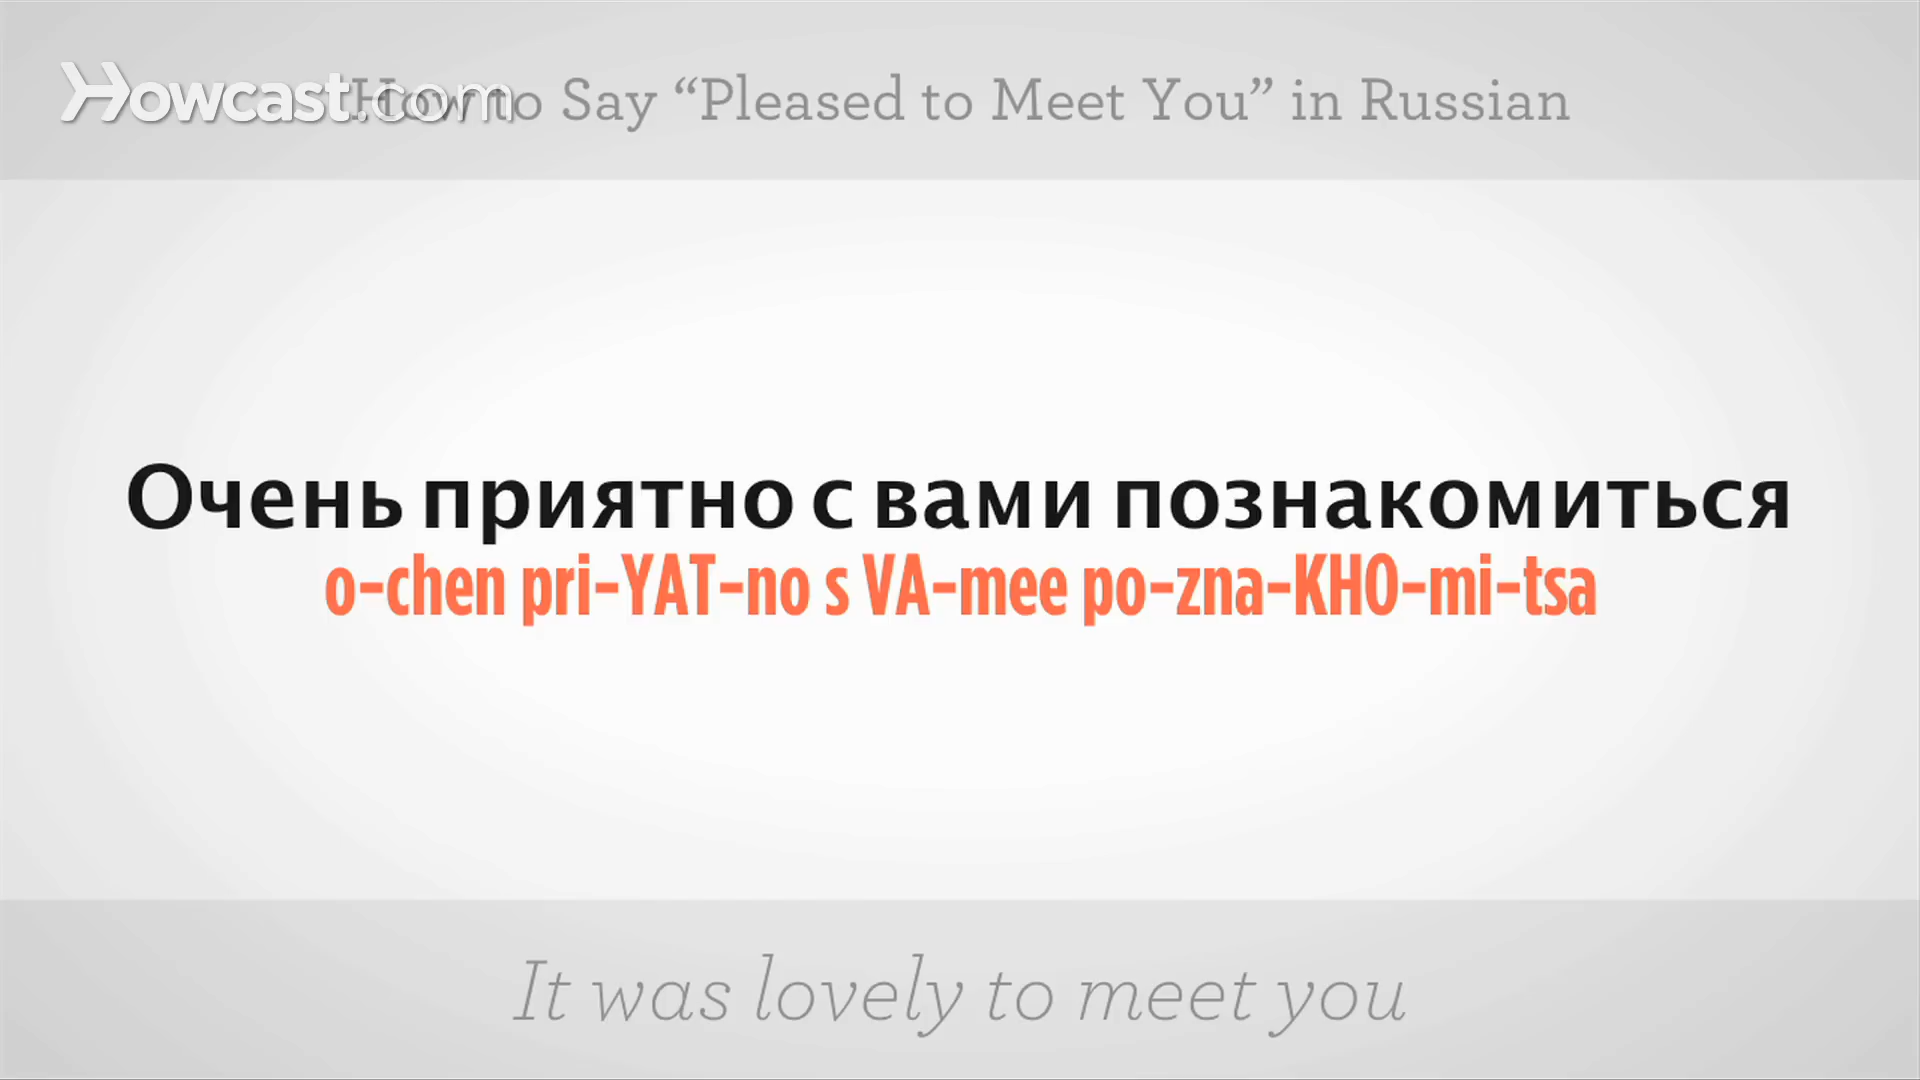 Howcast.com
How to Say “Pleased to Meet You” in Russian
Очень приятно с вами познакомиться
o-chen pri-YAT-no s VA-mee po-zna-KHO-mi-tsa
It was lovely to meet you